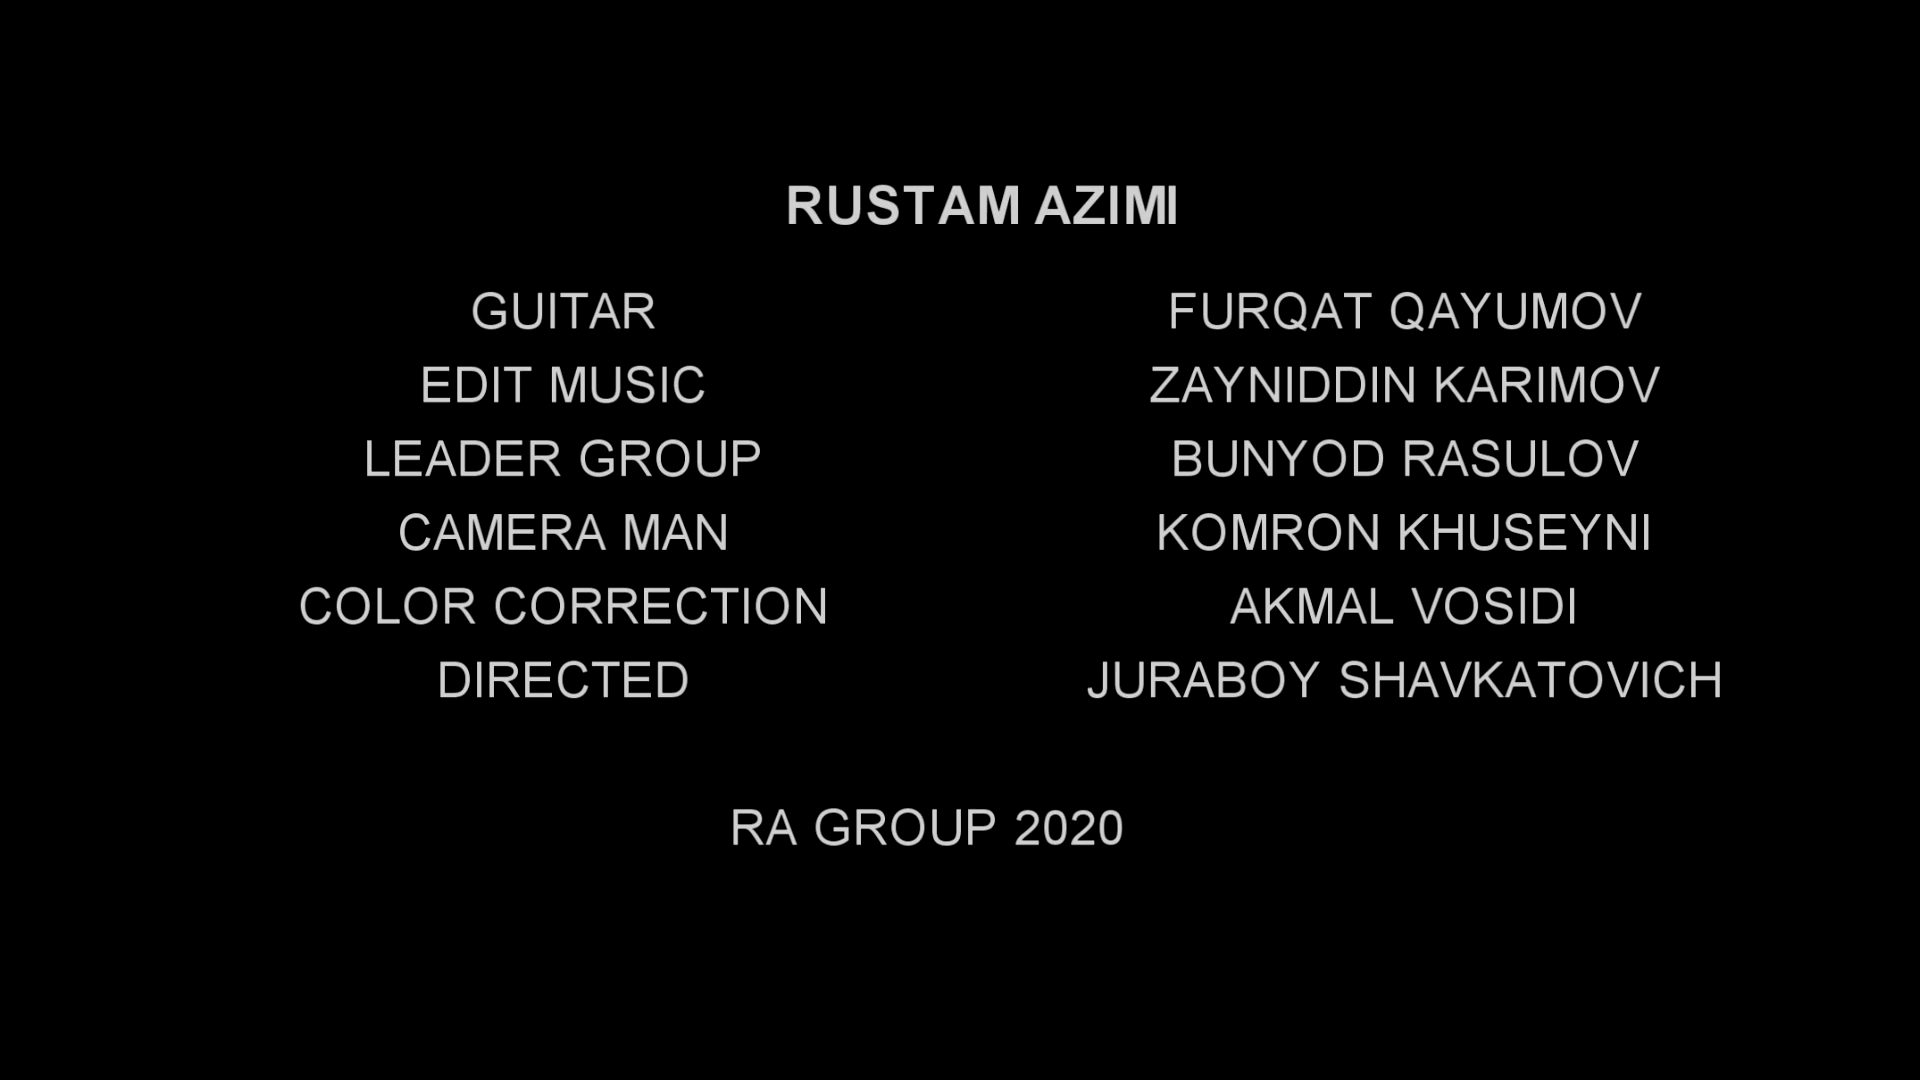 RUSTAM AZIMI
GUITAR FURQAT QAYUMOV
EDIT MUSIC ZAYNIDDIN KARIMOV
LEADER GROUP BUNYOD RASULOV
CAMERA MAN KOMRON KHUSEYNI
COLOR CORRECTION AKMAL VOSIDI
DIRECTED JURABOY SHAVKATOVICH
RA GROUP 2020